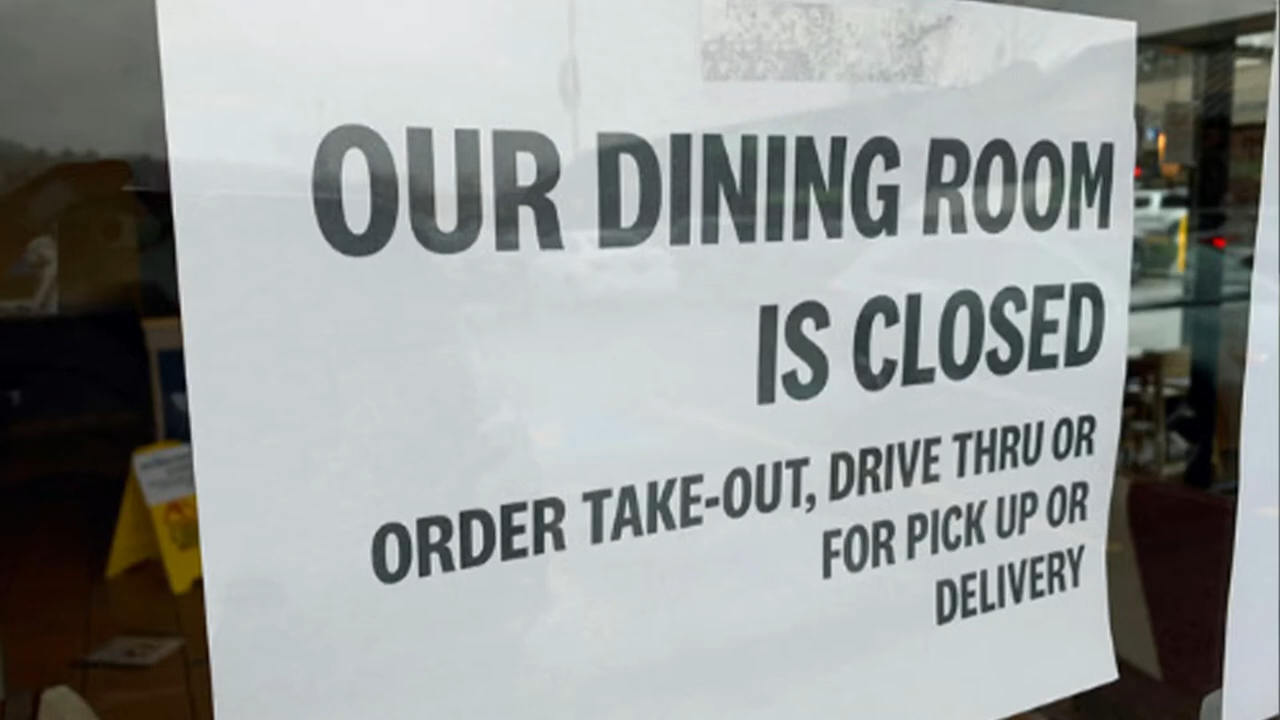 OUR DINING ROOM
IS CLOSED
ORDER TAKE-OUT, DRIVE THRU OR
FOR PICK UP OR
DELIVERY